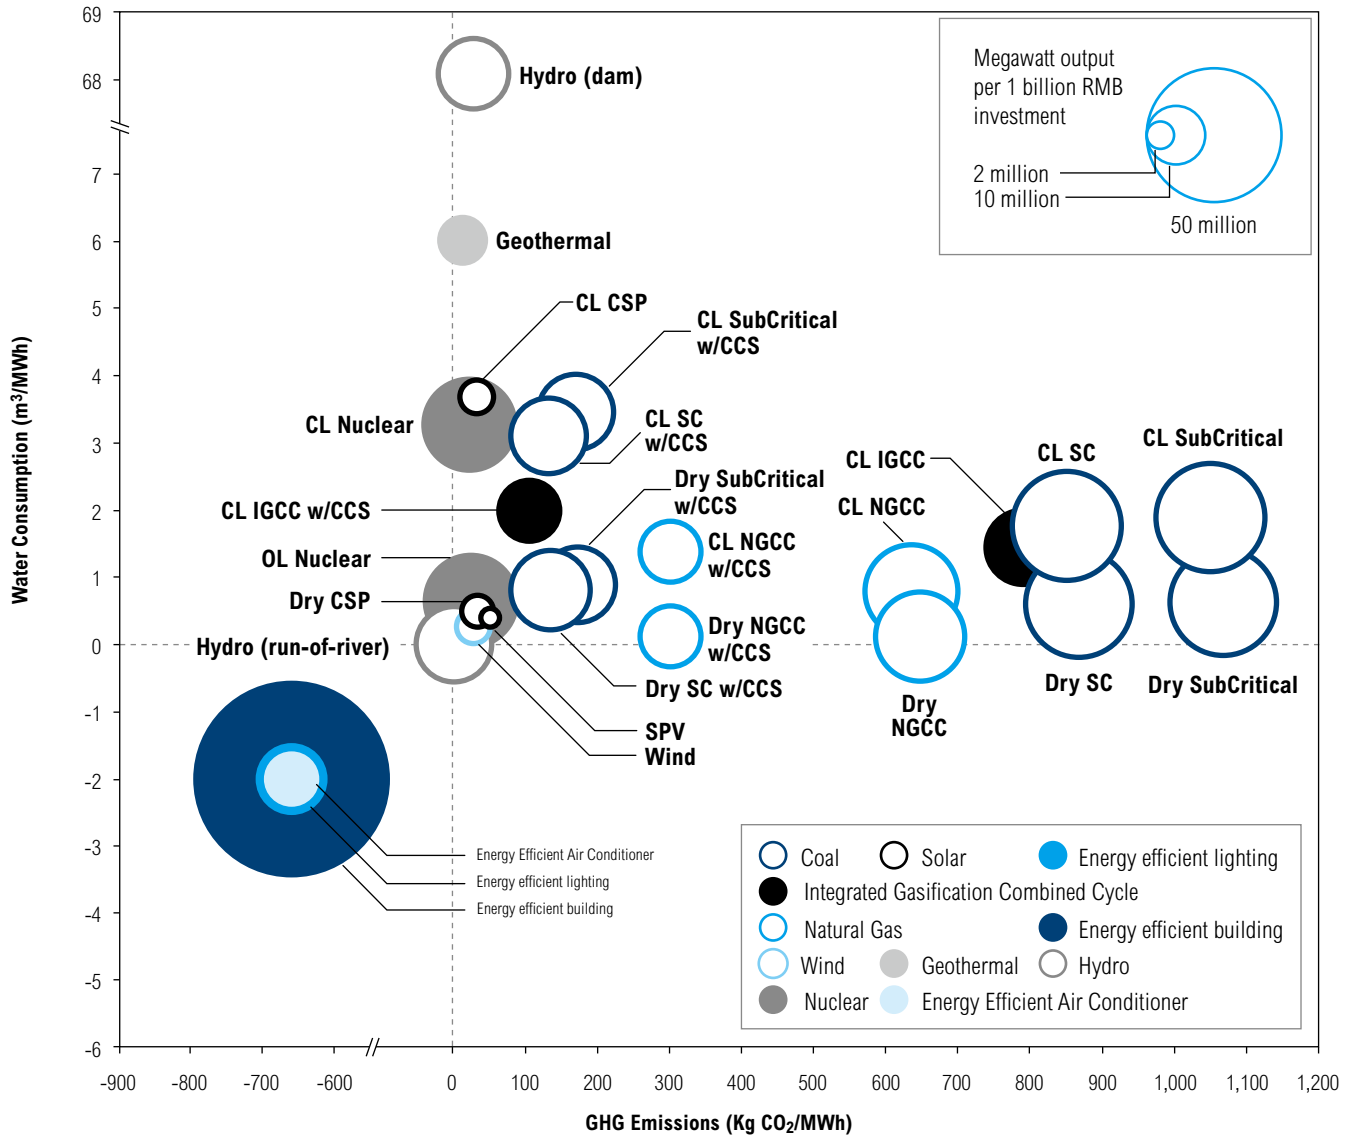 69
68
7
6
5
4
3
2
1
0
-1
-2
-3
-4
-5
-6
Water Consumption (m³/MWh)
Hydro (dam)
Geothermal
CL CSP
CL SubCritical
w/CCS
CL Nuclear
CL SC
w/CCS
Dry SubCritical
w/CCS
CL IGCC w/CCS
OL Nuclear
Dry CSP
Hydro (run-of-river)
CL NGCC
w/CCS
Dry NGCC
w/CCS
Dry SC w/CCS
SPV
Wind
CL IGCC
CL NGCC
CL SC
CL SubCritical
Dry
NGCC
Dry SC
Dry SubCritical
Energy Efficient Air Conditioner
Energy efficient lighting
Energy efficient building
Megawatt output
per 1 billion RMB
investment
2 million
10 million
50 million
Coal
Solar
Energy efficient lighting
Integrated Gasification Combined Cycle
Natural Gas
Energy efficient building
Wind
Geothermal
Hydro
Nuclear
Energy Efficient Air Conditioner
-900 -700 -600 0 100 200 300 400 500 600 700 800 900 1,000 1,100 1,200
GHG Emissions (Kg CO₂/MWh)